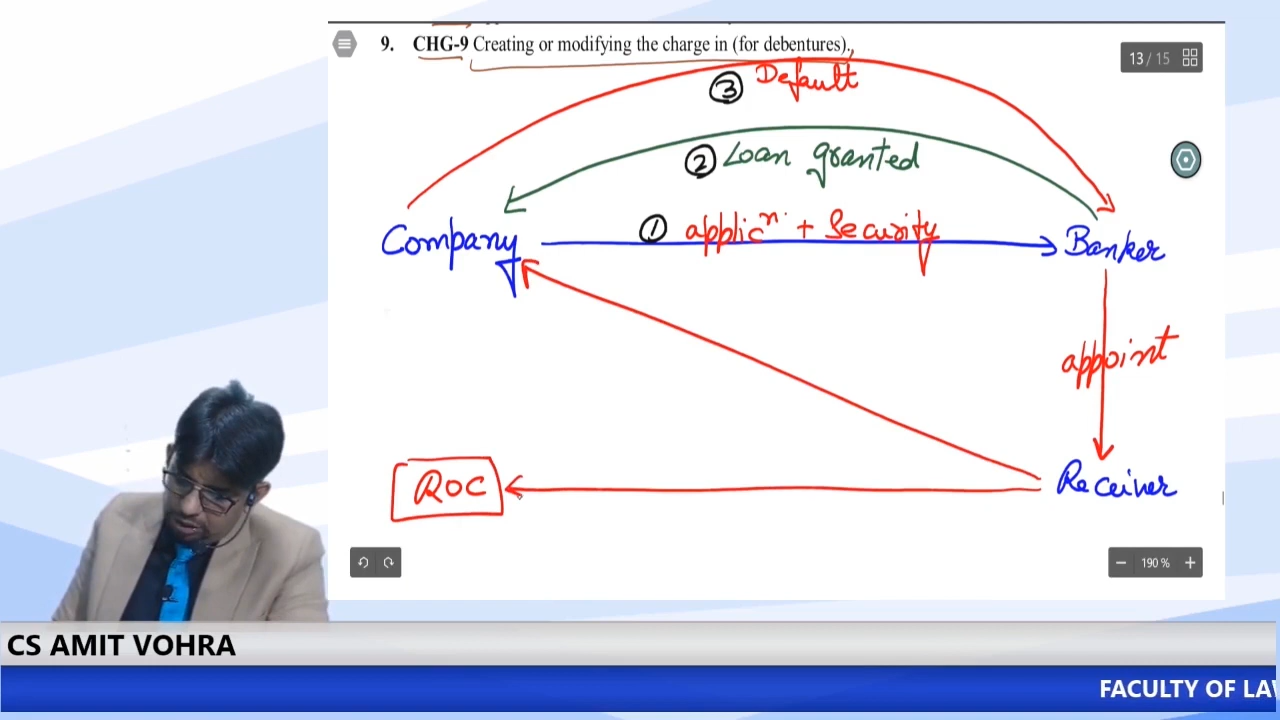 9. CHG-9 Creating or modifying the charge in (for debentures).
13 / 15
③ Default
② Loan granted
① applicⁿ. + Security
Company
Banker
appoint
ROC
Receiver
190 %
CS AMIT VOHRA
FACULTY OF LA